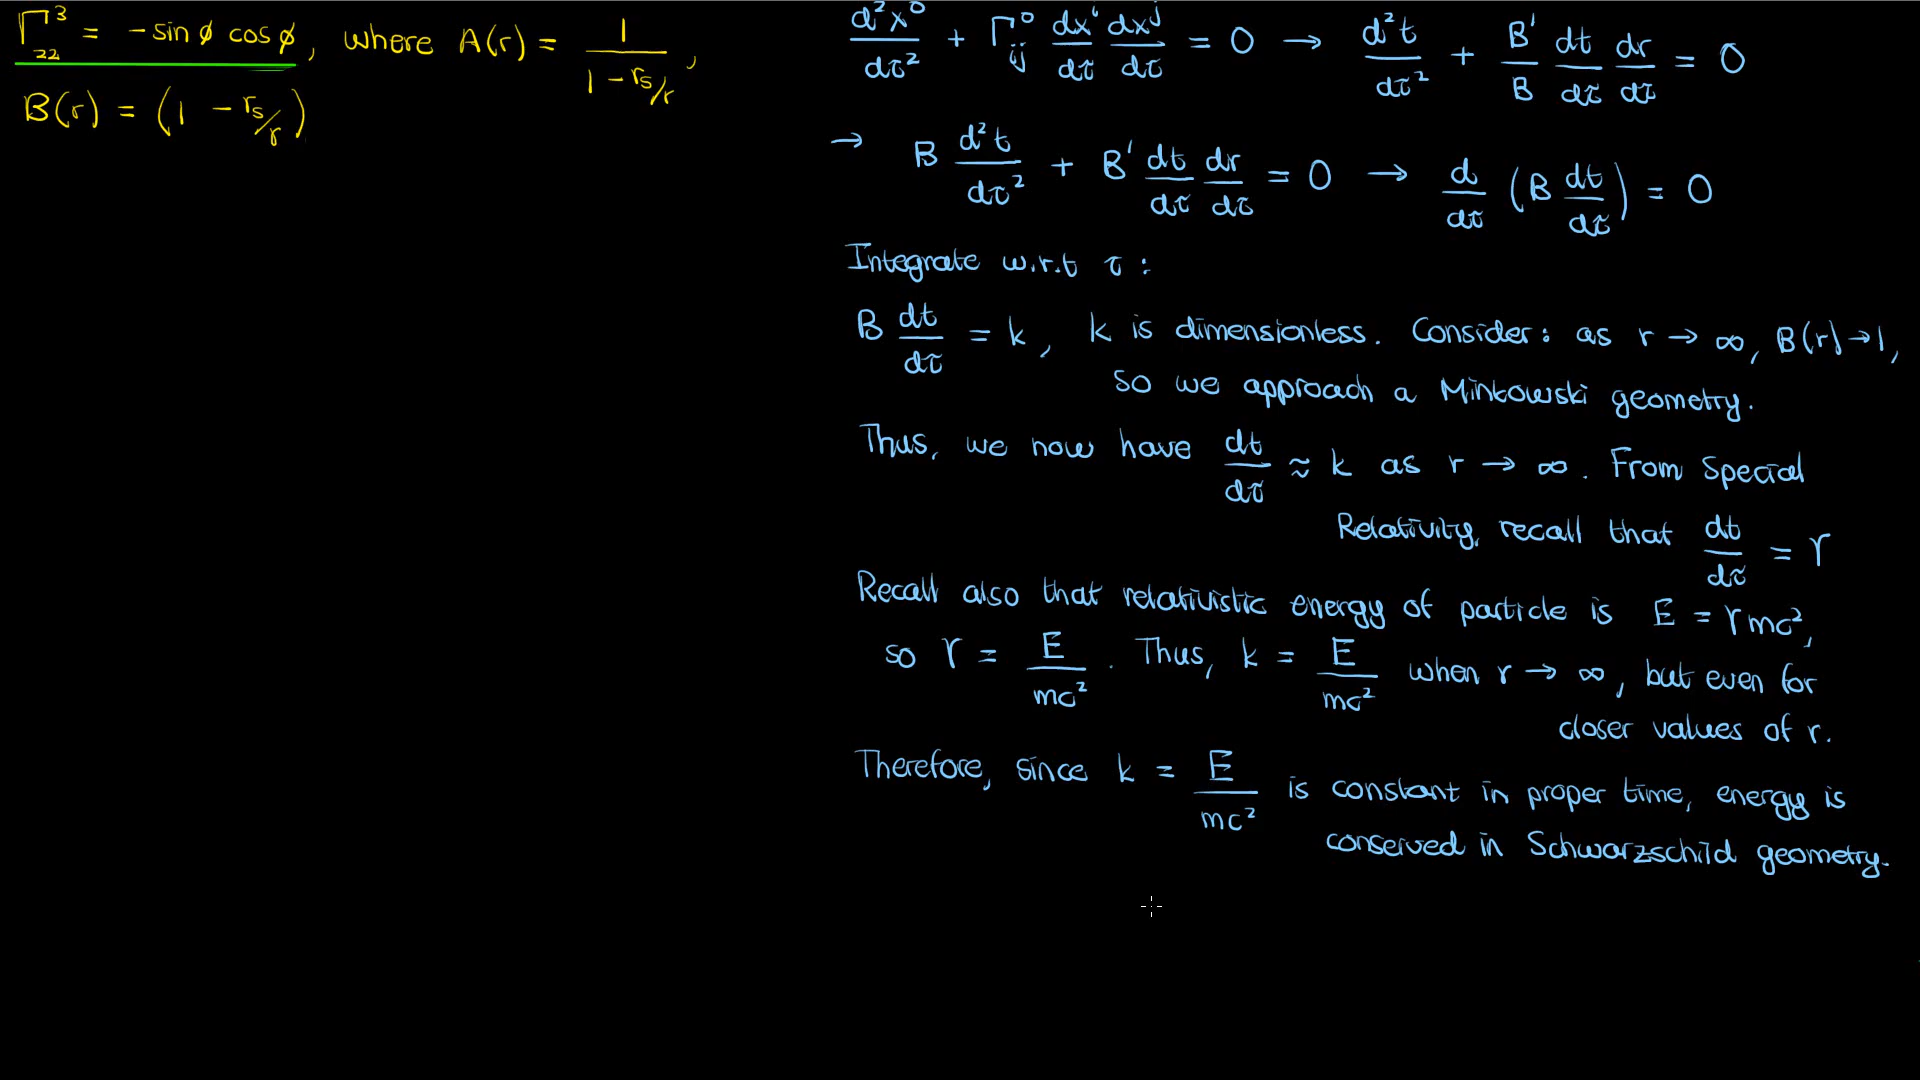 Γ³₂₂ = -sin ϕ cos ϕ, where A(r) = 1/(1 - r_s/r),
B(r) = (1 - r_s/r)
d²x⁰/dτ² + Γ⁰ᵢⱼ dxⁱ/dτ dxʲ/dτ = 0 → d²t/dτ² + B'/B dt/dτ dr/dτ = 0
→ B d²t/dτ² + B' dt/dτ dr/dτ = 0 → d/dτ (B dt/dτ) = 0
Integrate w.r.t τ:
B dt/dτ = k, k is dimensionless. Consider: as r → ∞, B(r) → 1,
so we approach a Minkowski geometry.
Thus, we now have dt/dτ ≈ k as r → ∞. From Special
Relativity, recall that dt/dτ = γ
Recall also that relativistic energy of particle is E = γmc²,
so γ = E/mc². Thus, k = E/mc² when r → ∞, but even for
closer values of r.
Therefore, since k = E/mc² is constant in proper time, energy is
conserved in Schwarzschild geometry.